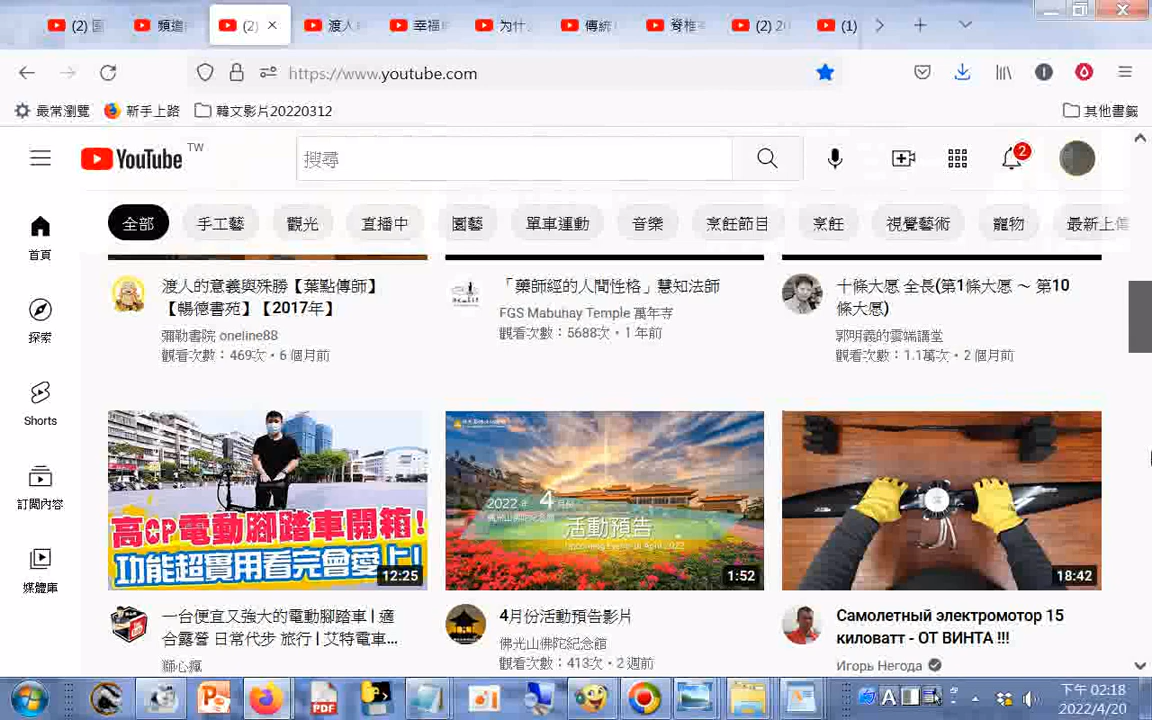 (2)
頻道
(2)
渡人
幸福
为什
傳統
脊椎
(2) 2
(1)
https://www.youtube.com
最常瀏覽
新手上路
韓文影片20220312
其他書籤
YouTube TW
搜尋
2
全部
手工藝
觀光
直播中
園藝
單車運動
音樂
烹飪節目
烹飪
視覺藝術
寵物
最新上傳
首頁
探索
Shorts
訂閱內容
媒體庫
渡人的意義與殊勝【葉點傳師】
【暢德書苑】【2017年】
彌勒書院 oneline88
觀看次數：469次・6 個月前
「藥師經的人間性格」慧知法師
FGS Mabuhay Temple 萬年寺
觀看次數：5688次・1 年前
十條大愿 全長(第1條大愿 ～ 第10
條大愿)
郭明義的雲端講堂
觀看次數：1.1萬次・2 個月前
高CP電動腳踏車開箱!
功能超實用看完會愛上!
12:25
2022 年 4 月份
活動預告
1:52
18:42
一台便宜又強大的電動腳踏車 | 適
合露營 日常代步 旅行 | 艾特電車...
獅心瘋
4月份活動預告影片
佛光山佛陀紀念館
觀看次數：413次・2 週前
Самолетный электромотор 15
киловатт - ОТ ВИНТА !!!
Игорь Негода
PDF
A
下午 02:18
2022/4/20